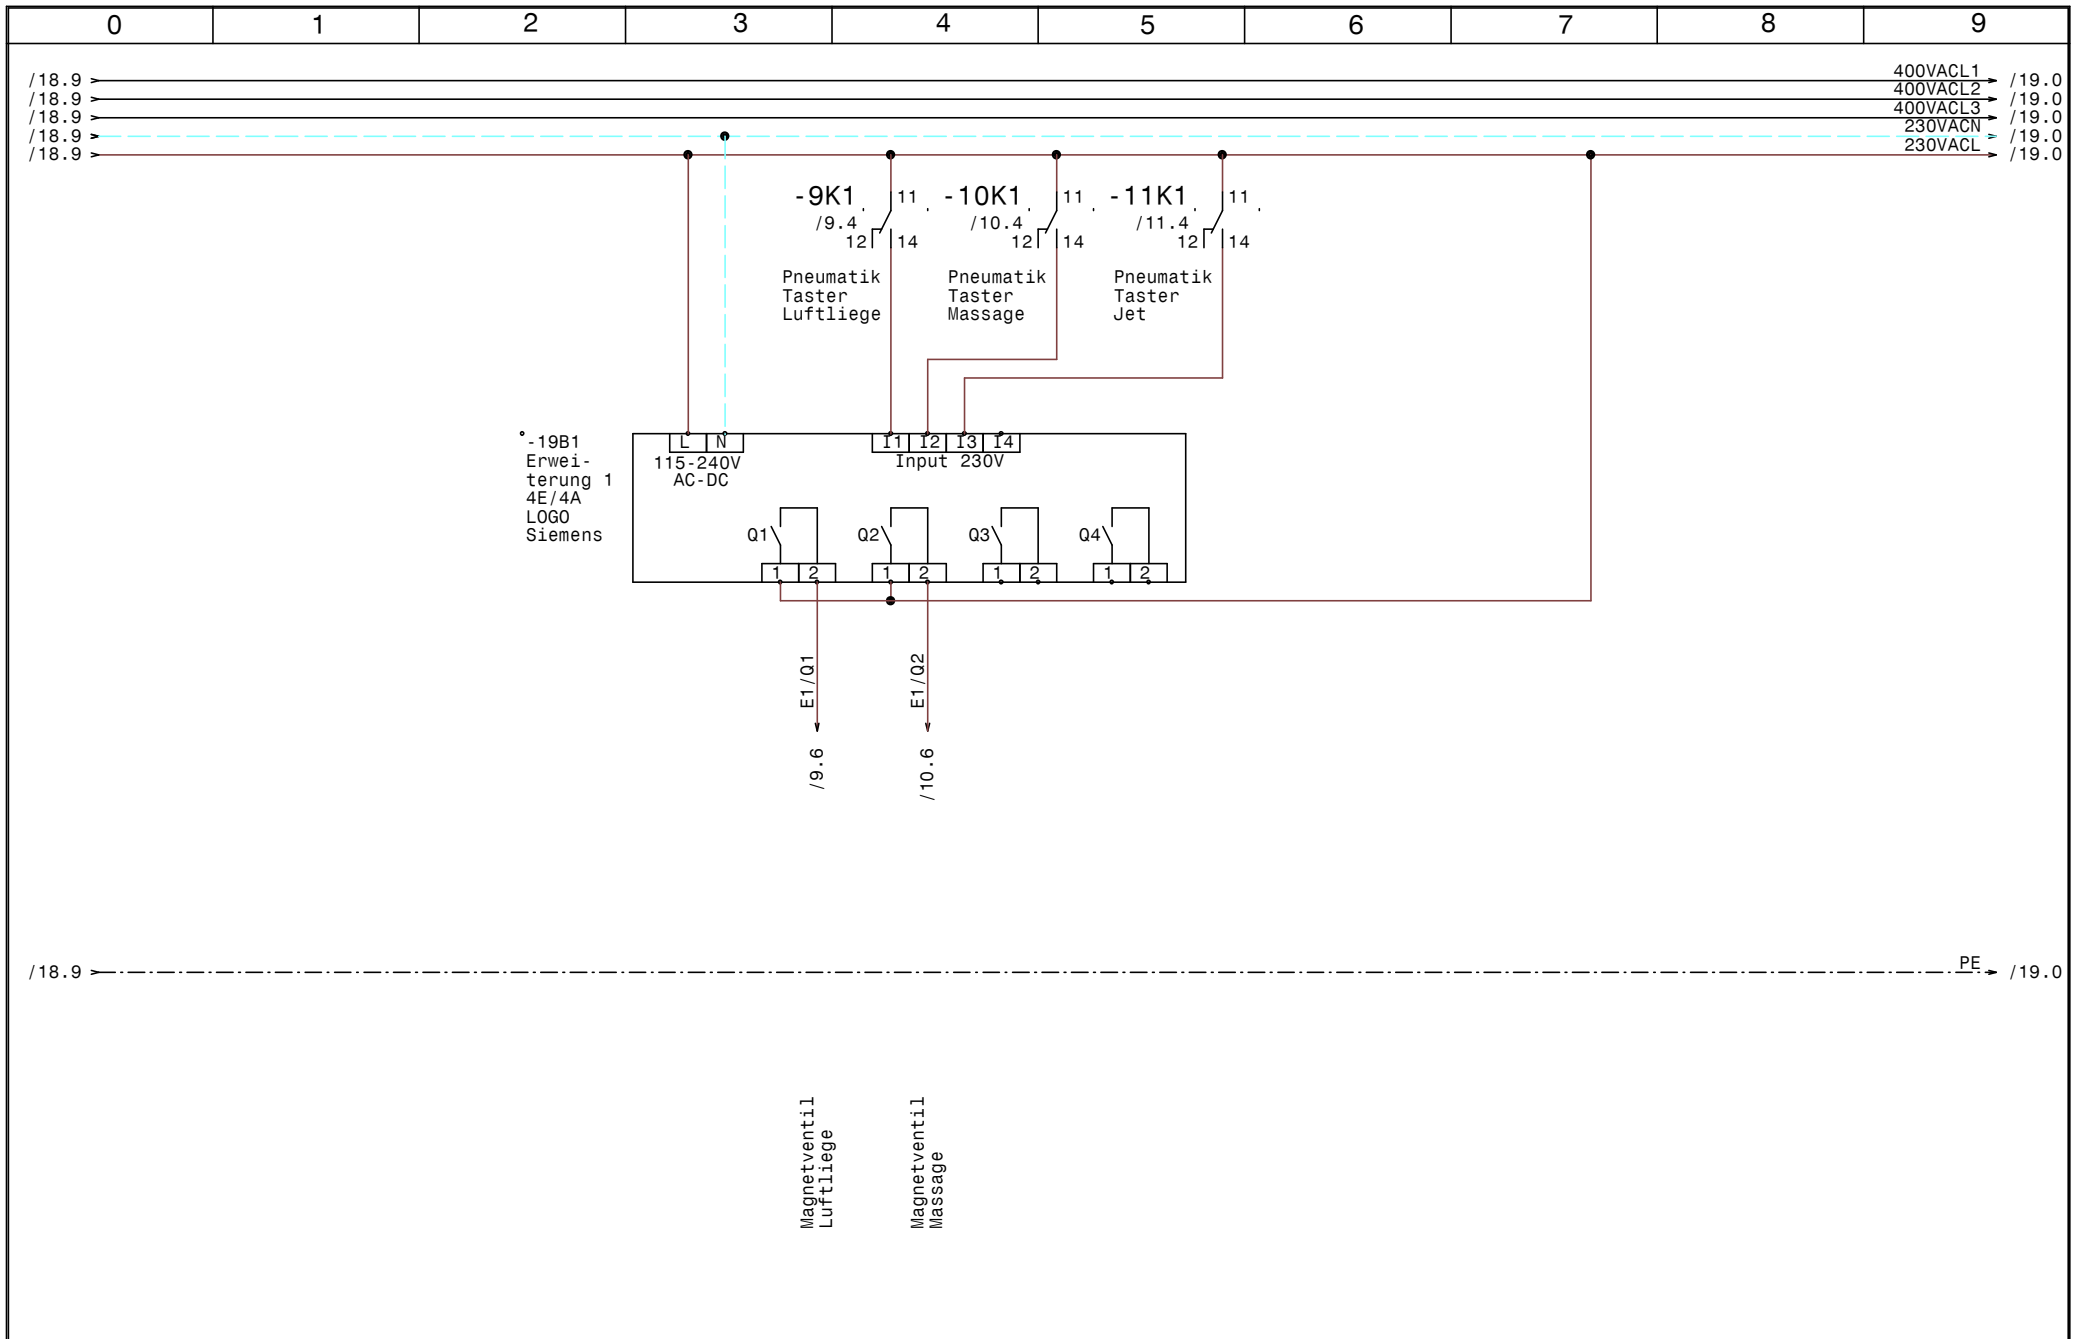 0 1 2 3 4 5 6 7 8 9
/18.9 400VACL1 /19.0
/18.9 400VACL2 /19.0
/18.9 400VACL3 /19.0
/18.9 230VACN /19.0
/18.9 230VACL /19.0
-9K1 11 -10K1 11 -11K1 11
/9.4 /10.4 /11.4
12 14 12 14 12 14
Pneumatik
Taster
Luftliege
Pneumatik
Taster
Massage
Pneumatik
Taster
Jet
-19B1
Erwei-
terung 1
4E/4A
LOGO
Siemens
L N I1 I2 I3 I4
115-240V
AC-DC
Input 230V
Q1 Q2 Q3 Q4
1 2 1 2 1 2 1 2
E1/Q1
/9.6
E1/Q2
/10.6
/18.9 PE /19.0
Magnetventil
Luftliege
Magnetventil
Massage